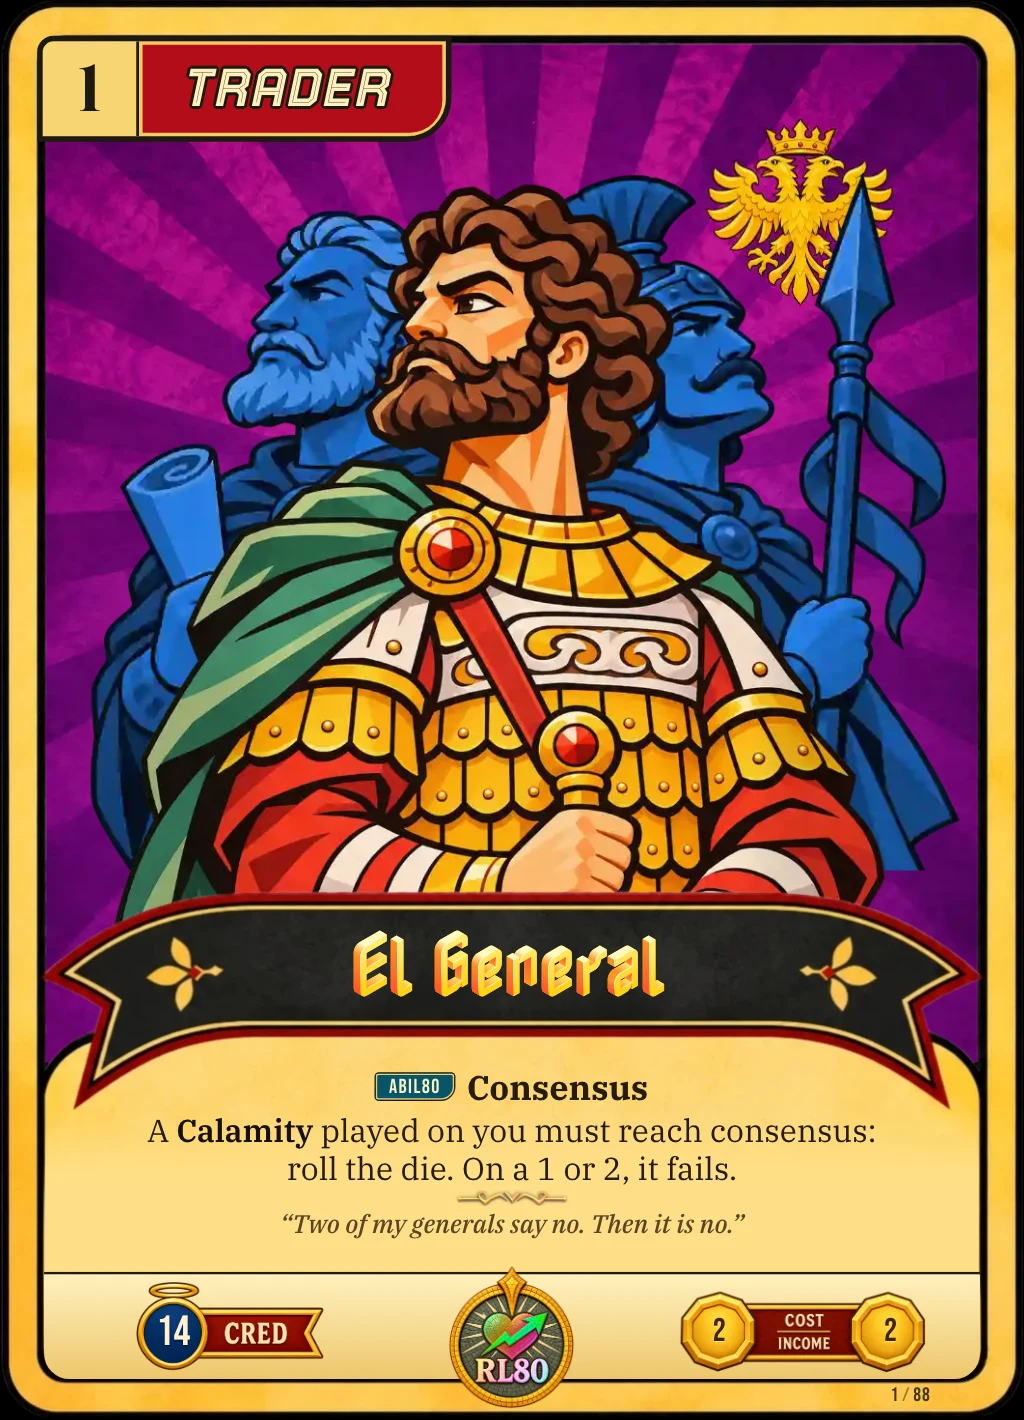 1
TRADER
El General
ABIL80 Consensus
A Calamity played on you must reach consensus:
roll the die. On a 1 or 2, it fails.
“Two of my generals say no. Then it is no.”
14 CRED
RL80
2 COST 2
INCOME
1 / 88